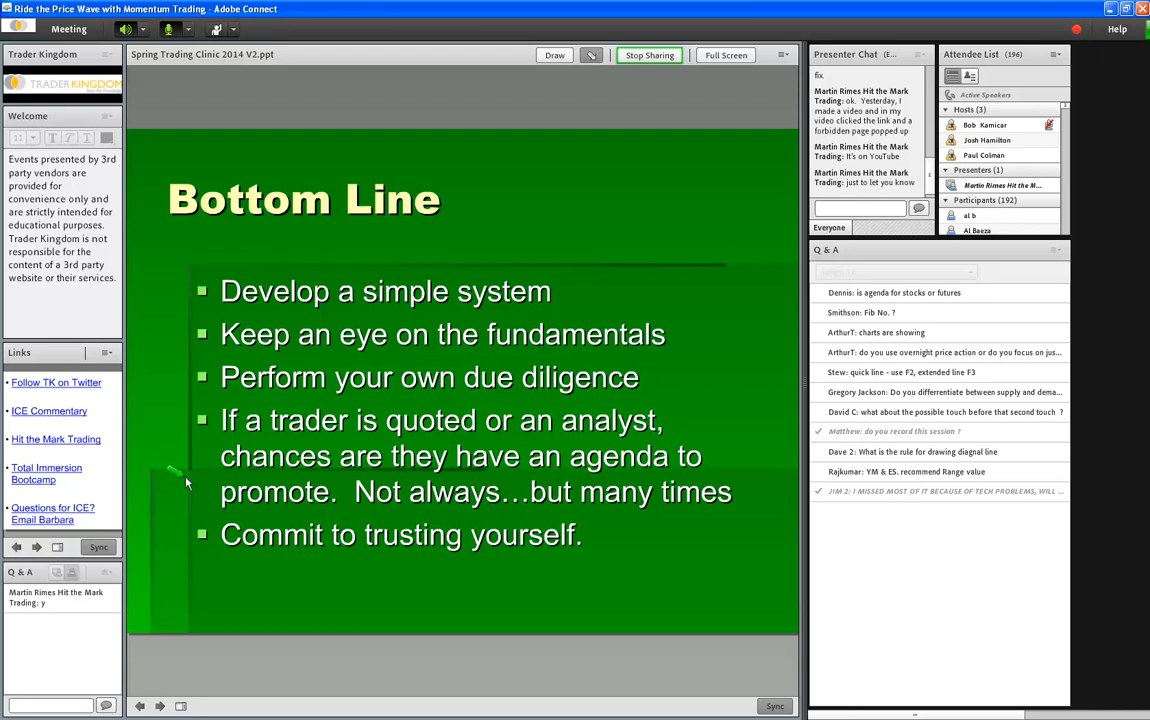 Ride the Price Wave with Momentum Trading - Adobe Connect
Meeting
Help
Trader Kingdom
TRADERKINGDOM
Welcome
11
Events presented by 3rd
party vendors are
provided for
convenience only and
are strictly intended for
educational purposes.
Trader Kingdom is not
responsible for the
content of a 3rd party
website or their services.
Links
• Follow TK on Twitter
• ICE Commentary
• Hit the Mark Trading
• Total Immersion
Bootcamp
• Questions for ICE?
Email Barbara
Sync
Q & A
Martin Rimes Hit the Mark
Trading: y
Spring Trading Clinic 2014 V2.ppt
Draw
Stop Sharing
Full Screen
Bottom Line
Develop a simple system
Keep an eye on the fundamentals
Perform your own due diligence
If a trader is quoted or an analyst,
chances are they have an agenda to
promote.  Not always…but many times
Commit to trusting yourself.
Sync
Presenter Chat (E...
fix.
Martin Rimes Hit the Mark
Trading: ok.  Yesterday, I
made a video and in my
video clicked the link and a
forbidden page popped up
Martin Rimes Hit the Mark
Trading: It's on YouTube
Martin Rimes Hit the Mark
Trading: just to let you know
Everyone
Attendee List (196)
Active Speakers
Hosts (3)
Bob Kamicar
Josh Hamilton
Paul Colman
Presenters (1)
Martin Rimes Hit the M...
Participants (192)
al b
Al Baeza
Q & A
Dennis: is agenda for stocks or futures
Smithson: Fib No. ?
ArthurT: charts are showing
ArthurT: do you use overnight price action or do you focus on jus...
Stew: quick line - use F2, extended line F3
Gregory Jackson: Do you differentiate between supply and dema...
David C: what about the possible touch before that second touch ?
Matthew: do you record this session ?
Dave 2: What is the rule for drawing diagnal line
Rajkumar: YM & ES. recommend Range value
JIM 2: I MISSED MOST OF IT BECAUSE OF TECH PROBLEMS, WILL ...